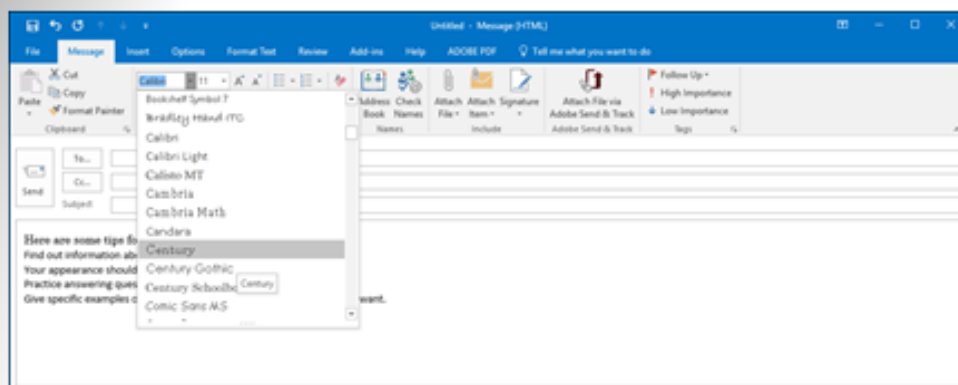 Untitled - Message (HTML)
File Message Insert Options Format Text Review Add-ins Help ADOBE PDF Tell me what you want to do
Cut
Copy
Format Painter
Paste
Calibri 11
Address Book
Check Names
Attach File
Attach Item
Signature
Attach File via Adobe Send & Track
Follow Up
High Importance
Low Importance
Clipboard Names Include Adobe Send & Track Tags
Bookshelf Symbol 7
Bradley Hand ITC
Calibri
Calibri Light
Calisto MT
Cambria
Cambria Math
Candara
Century
Century Gothic
Century
Comic Sans MS
Send
To...
Cc...
Subject
Here are some tips
Find out information
Your appearance should
Practice answering
Give specific examples want.